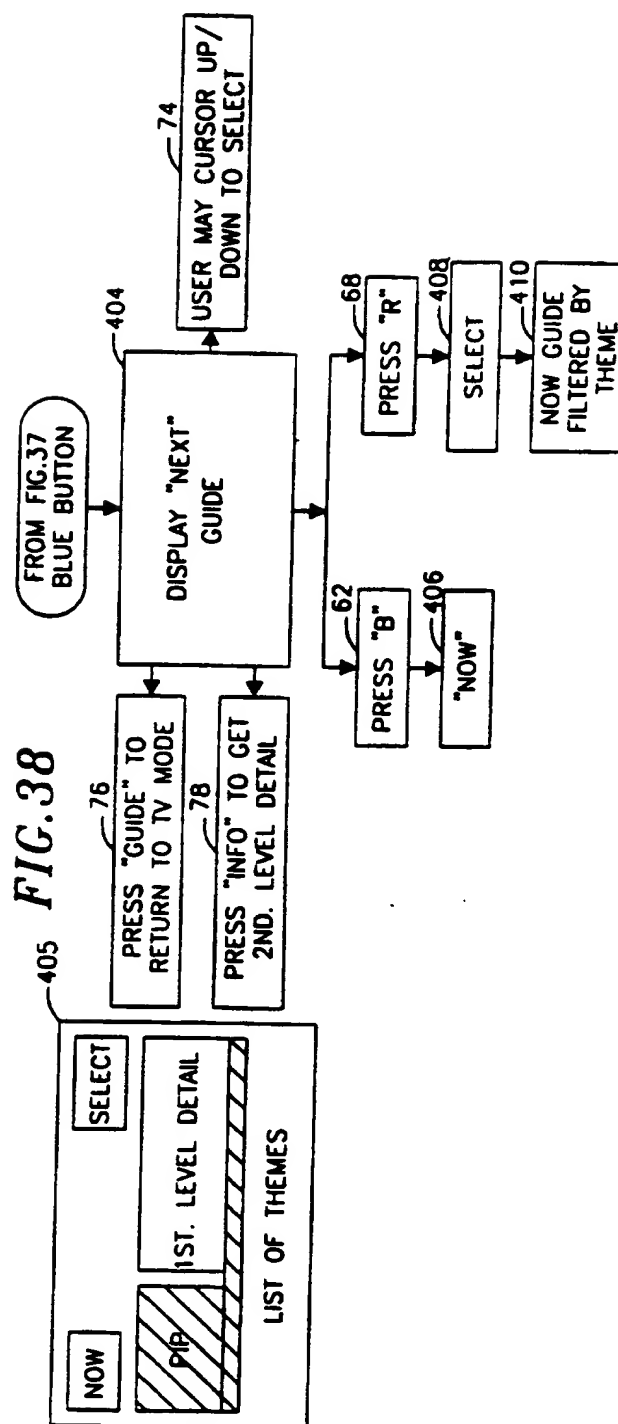 FIG.38
405
NOW
SELECT
PIP
1ST. LEVEL DETAIL
LIST OF THEMES
FROM FIG.37
BLUE BUTTON
404
DISPLAY "NEXT"
GUIDE
76
PRESS "GUIDE" TO
RETURN TO TV MODE
78
PRESS "INFO" TO GET
2ND. LEVEL DETAIL
74
USER MAY CURSOR UP/
DOWN TO SELECT
62
PRESS "B"
406
"NOW"
68
PRESS "R"
408
SELECT
410
NOW GUIDE
FILTERED BY
THEME